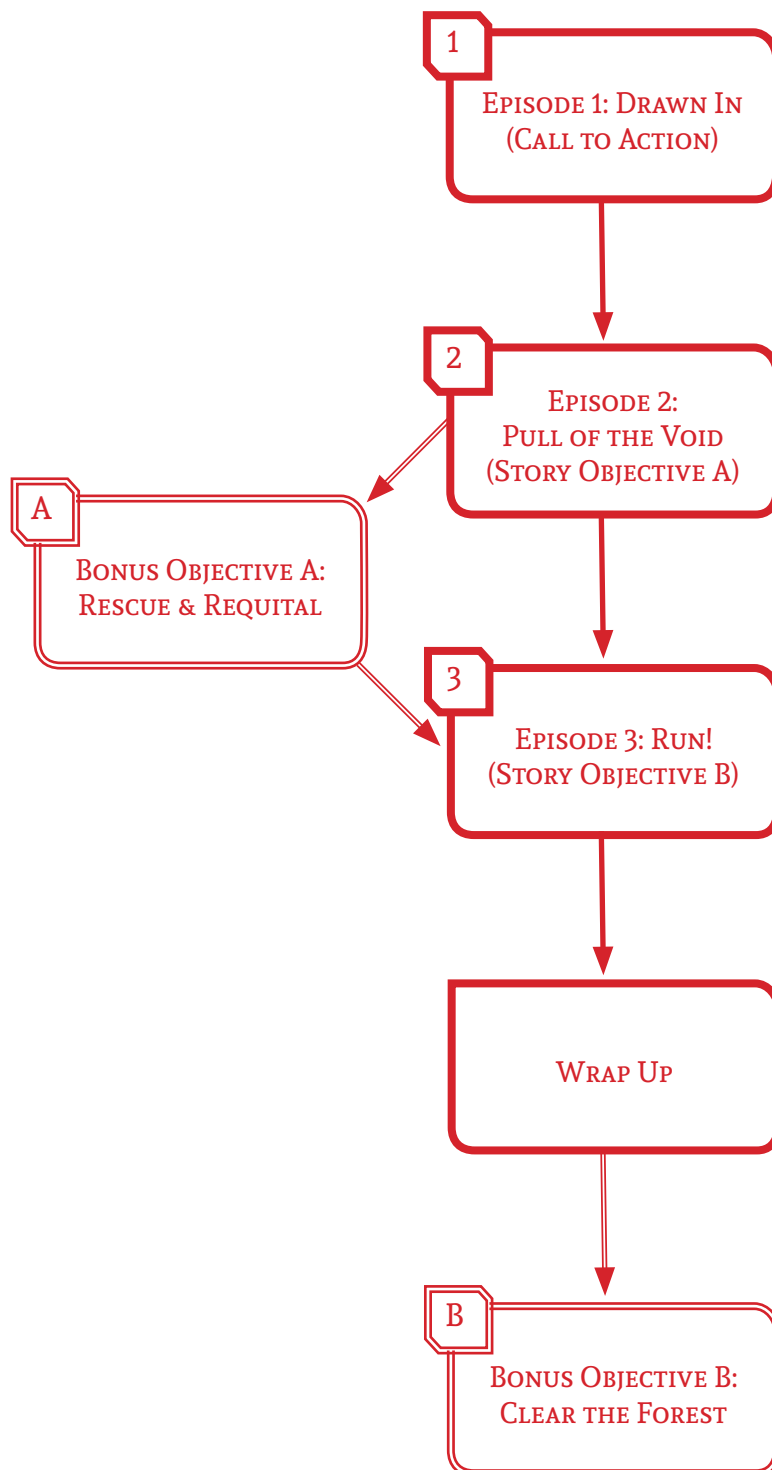 1
Episode 1: Drawn In
(Call to Action)
2
Episode 2:
Pull of the Void
(Story Objective A)
A
Bonus Objective A:
Rescue & Requital
3
Episode 3: Run!
(Story Objective B)
Wrap Up
B
Bonus Objective B:
Clear the Forest